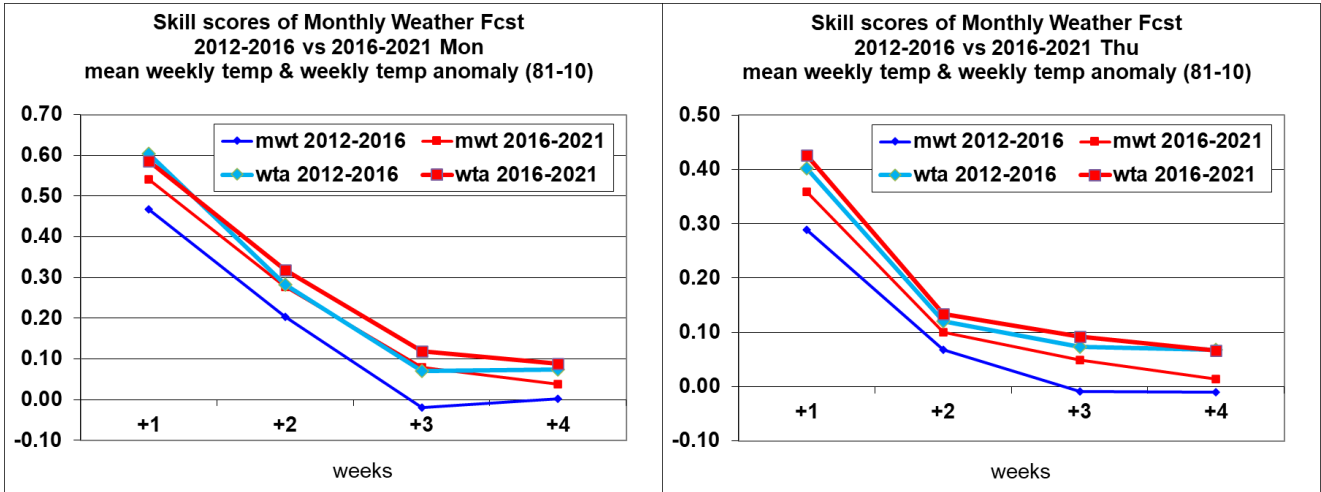 Skill scores of Monthly Weather Fcst
2012-2016 vs 2016-2021 Mon
mean weekly temp & weekly temp anomaly (81-10)
0.70
0.60
0.50
0.40
0.30
0.20
0.10
0.00
-0.10
mwt 2012-2016
mwt 2016-2021
wta 2012-2016
wta 2016-2021
+1
+2
+3
+4
weeks
Skill scores of Monthly Weather Fcst
2012-2016 vs 2016-2021 Thu
mean weekly temp & weekly temp anomaly (81-10)
0.50
0.40
0.30
0.20
0.10
0.00
-0.10
mwt 2012-2016
mwt 2016-2021
wta 2012-2016
wta 2016-2021
+1
+2
+3
+4
weeks